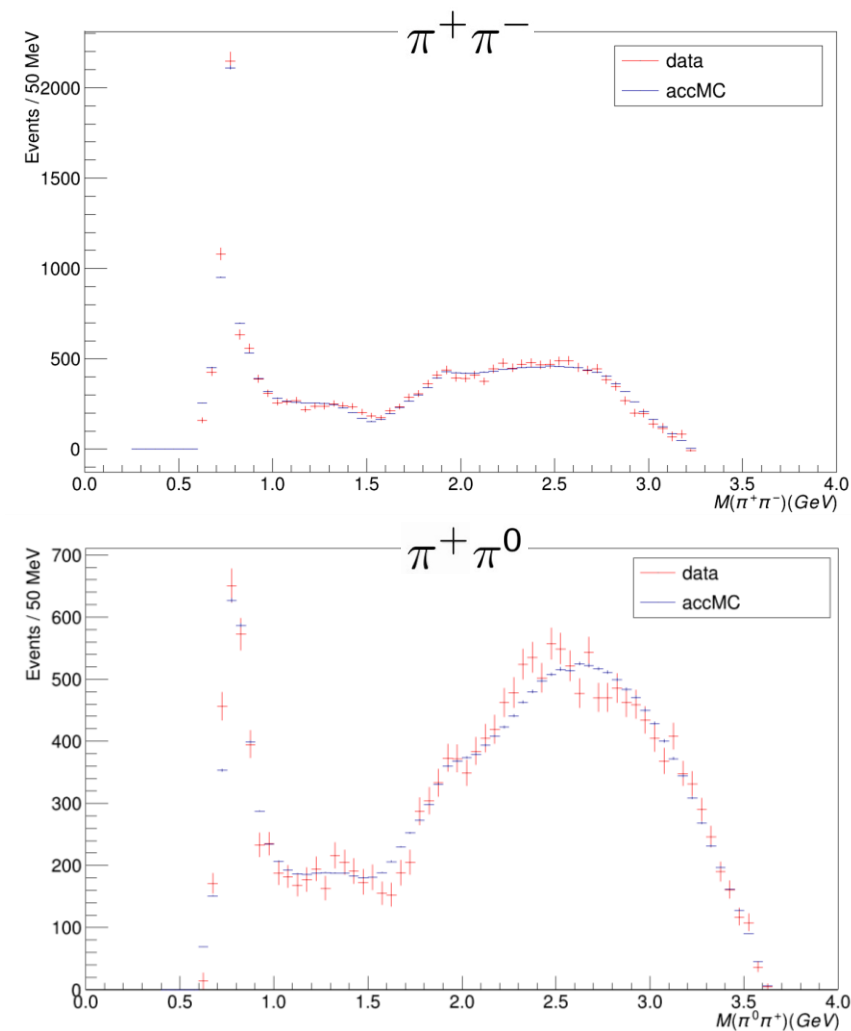 π⁺π⁻
Events / 50 MeV
data
accMC
2000
1500
1000
500
0
0.0 0.5 1.0 1.5 2.0 2.5 3.0 3.5 4.0
M(π⁺π⁻)(GeV)
π⁺π⁰
Events / 50 MeV
data
accMC
700
600
500
400
300
200
100
0
0.0 0.5 1.0 1.5 2.0 2.5 3.0 3.5 4.0
M(π⁰π⁺)(GeV)